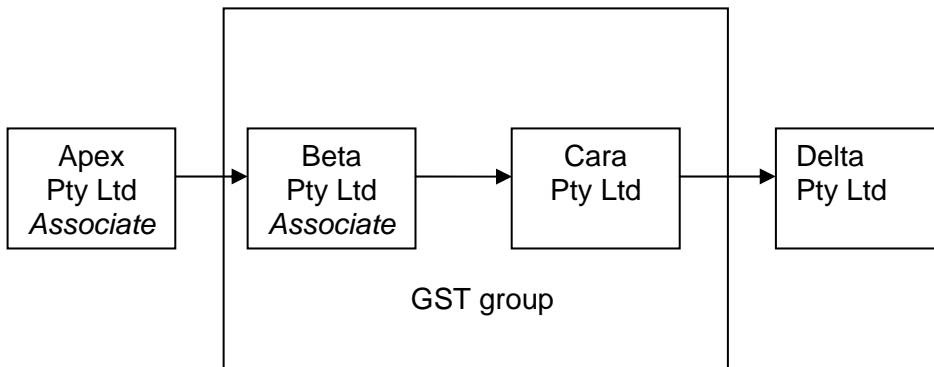 Apex
Pty Ltd
Associate
Beta
Pty Ltd
Associate
Cara
Pty Ltd
Delta
Pty Ltd
GST group